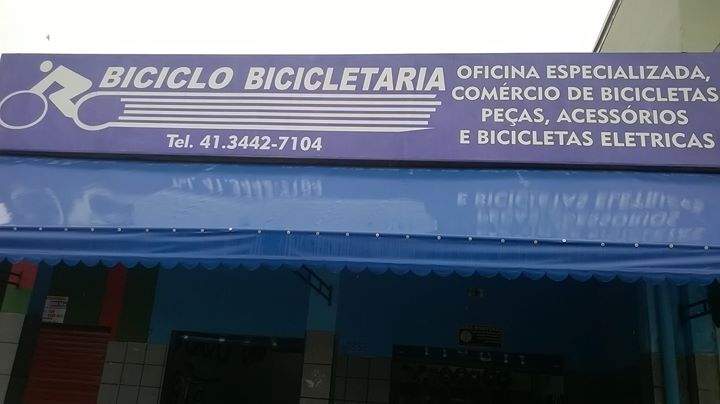 BICICLO BICICLETARIA
Tel. 41.3442-7104
OFICINA ESPECIALIZADA,
COMÉRCIO DE BICICLETAS
PEÇAS, ACESSÓRIOS
E BICICLETAS ELETRICAS